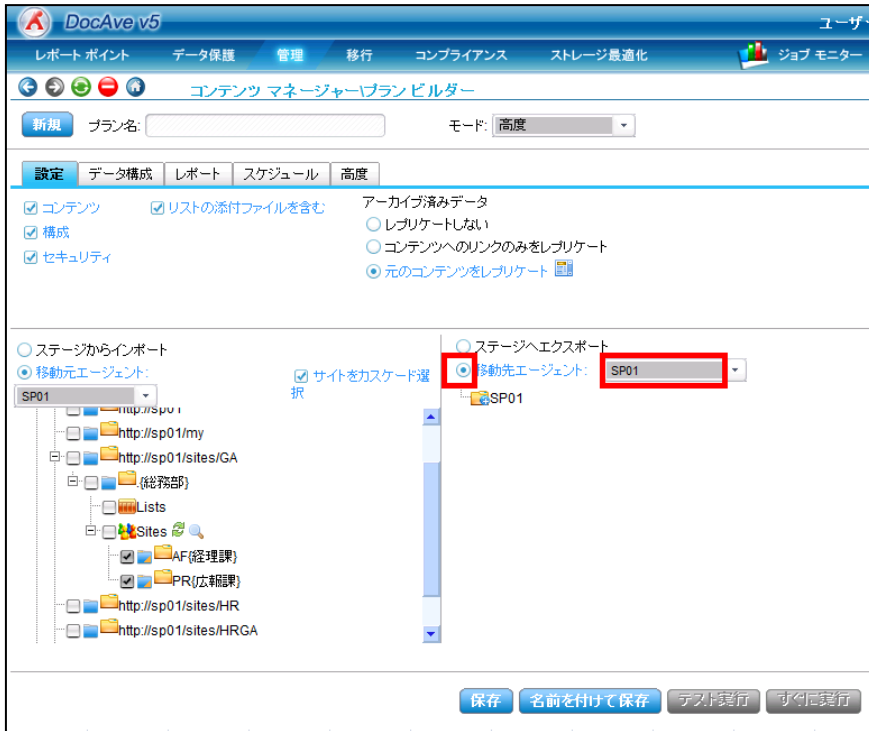 DocAve v5
ユーザー
レポート ポイント データ保護 管理 移行 コンプライアンス ストレージ最適化 ジョブ モニター
コンテンツ マネージャー\プラン ビルダー
新規 プラン名: モード: 高度
設定 データ構成 レポート スケジュール 高度
コンテンツ リストの添付ファイルを含む アーカイブ済みデータ
構成 レプリケートしない
セキュリティ コンテンツへのリンクのみをレプリケート
元のコンテンツをレプリケート
ステージからインポート ステージへエクスポート
移動元エージェント: サイトをカスケード選 移動先エージェント: SP01
SP01 択 SP01
http://sp01
http://sp01/my
http://sp01/sites/GA
.{総務部}
Lists
Sites
AF{経理課}
PR{広報課}
http://sp01/sites/HR
http://sp01/sites/HRGA
保存 名前を付けて保存 テスト実行 すぐに実行